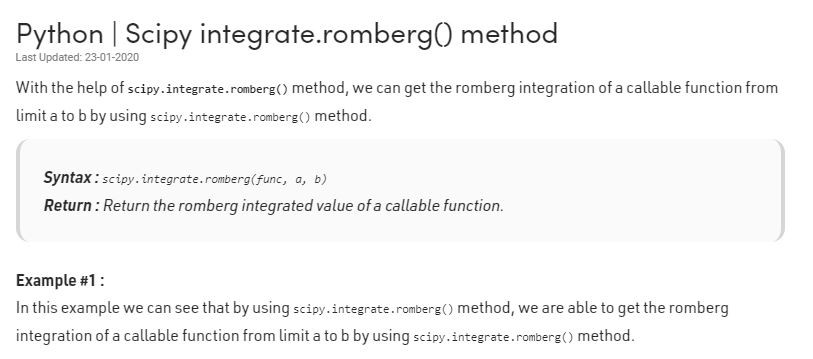 Python | Scipy integrate.romberg() method
Last Updated: 23-01-2020
With the help of scipy.integrate.romberg() method, we can get the romberg integration of a callable function from
limit a to b by using scipy.integrate.romberg() method.
Syntax : scipy.integrate.romberg(func, a, b)
Return : Return the romberg integrated value of a callable function.
Example #1 :
In this example we can see that by using scipy.integrate.romberg() method, we are able to get the romberg
integration of a callable function from limit a to b by using scipy.integrate.romberg() method.